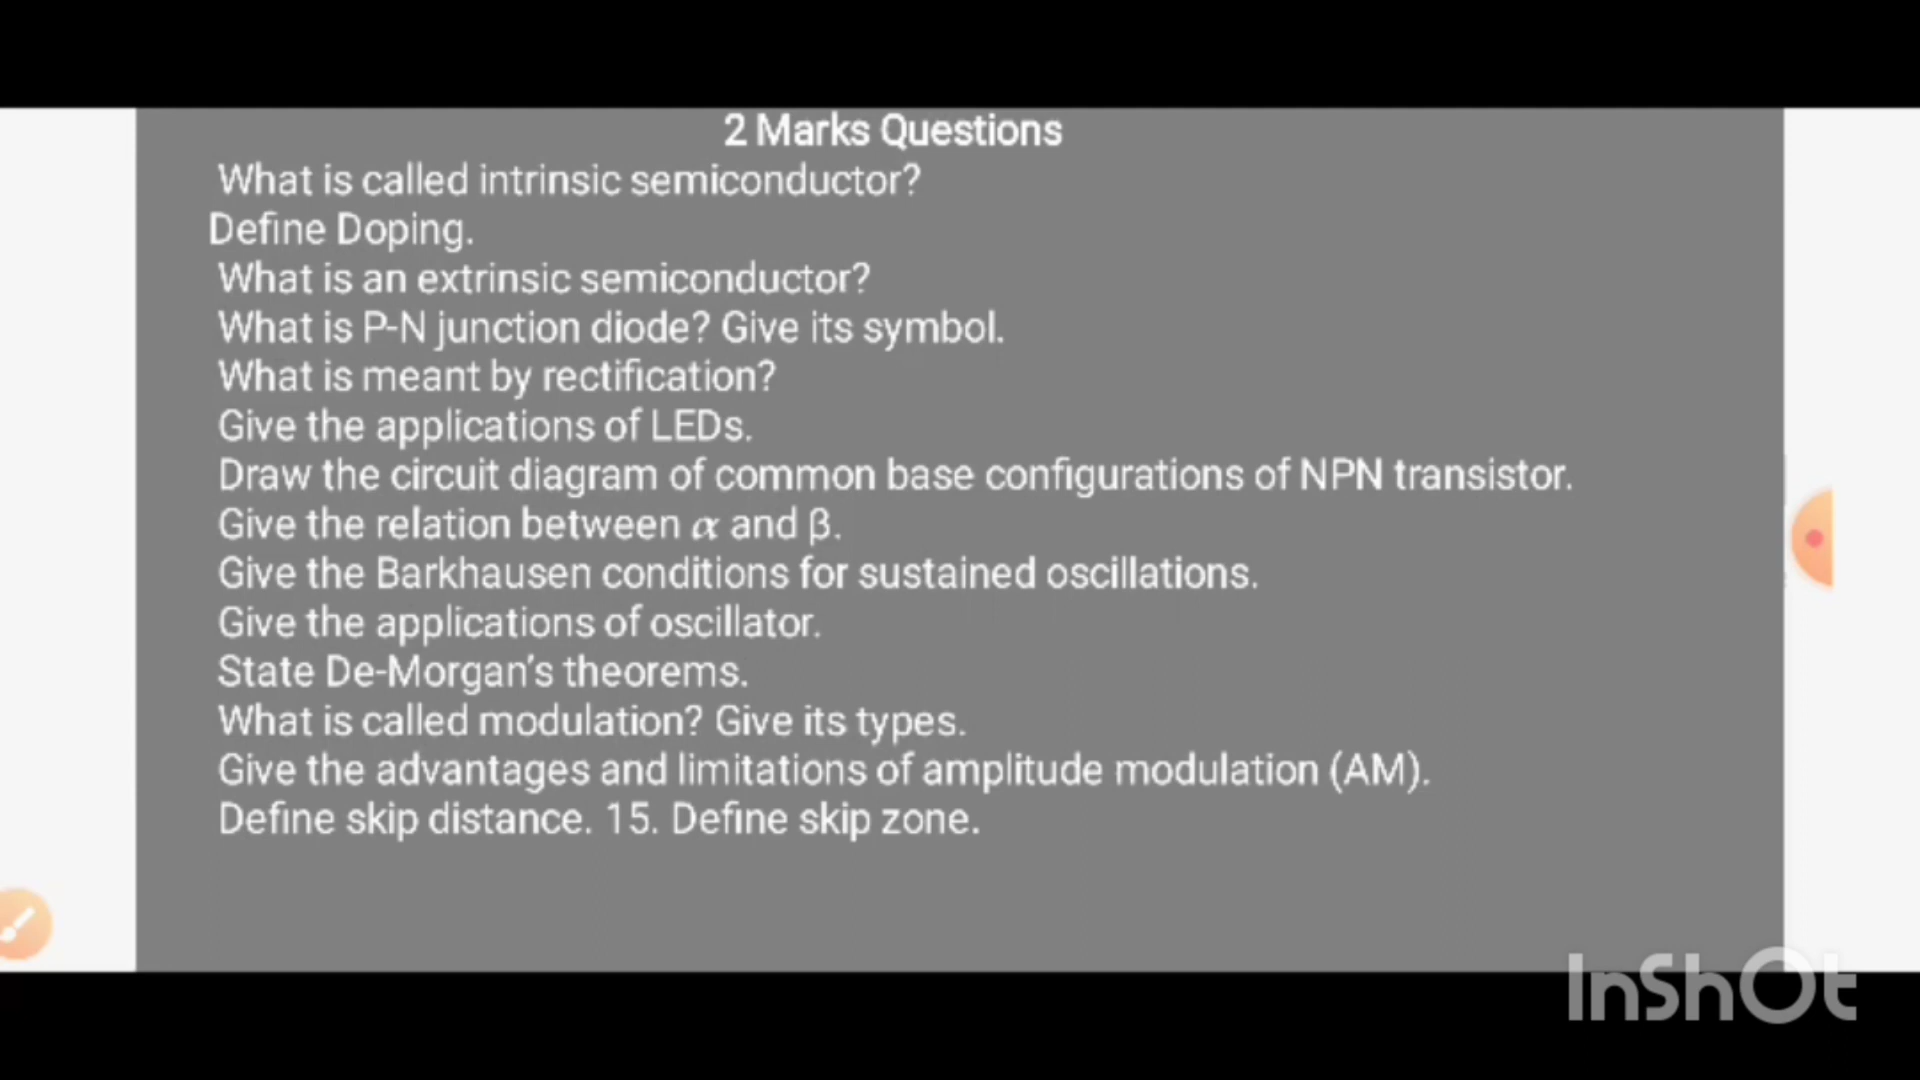 2 Marks Questions
What is called intrinsic semiconductor?
Define Doping.
What is an extrinsic semiconductor?
What is P-N junction diode? Give its symbol.
What is meant by rectification?
Give the applications of LEDs.
Draw the circuit diagram of common base configurations of NPN transistor.
Give the relation between α and β.
Give the Barkhausen conditions for sustained oscillations.
Give the applications of oscillator.
State De-Morgan’s theorems.
What is called modulation? Give its types.
Give the advantages and limitations of amplitude modulation (AM).
Define skip distance. 15. Define skip zone.
InShOt